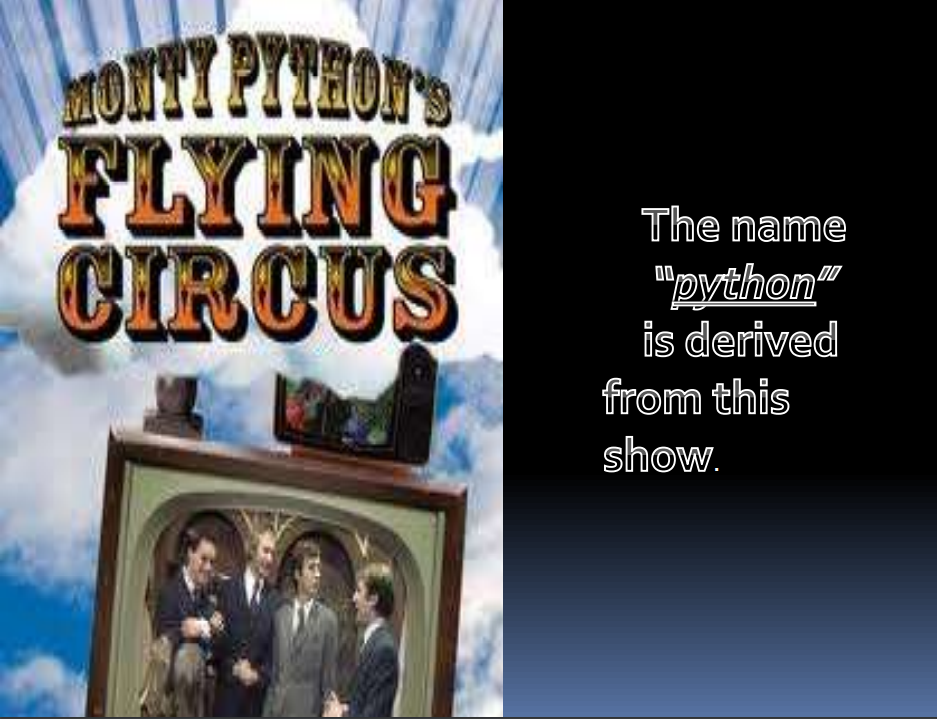 MONTY PYTHON'S
FLYING
CIRCUS
The name
“python”
is derived
from this
show.